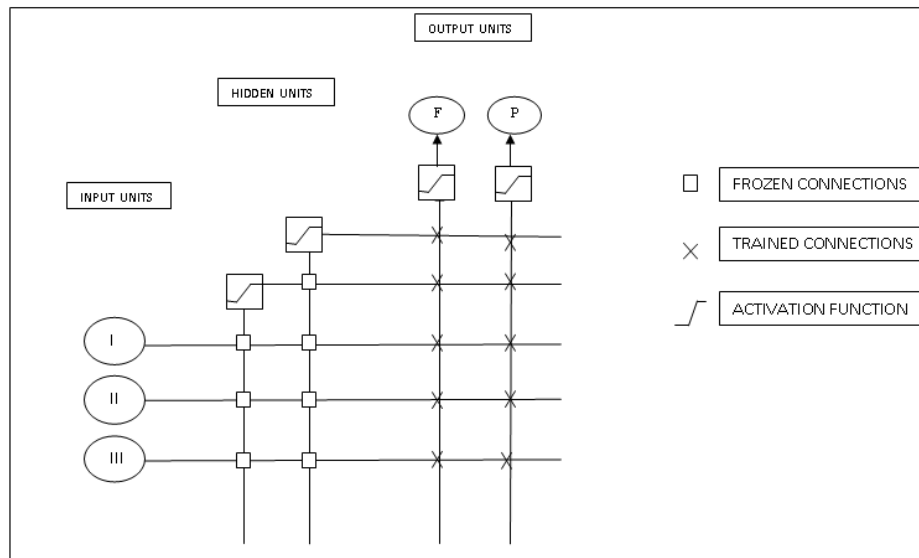 OUTPUT UNITS
HIDDEN UNITS
F
P
INPUT UNITS
FROZEN CONNECTIONS
TRAINED CONNECTIONS
ACTIVATION FUNCTION
I
II
III